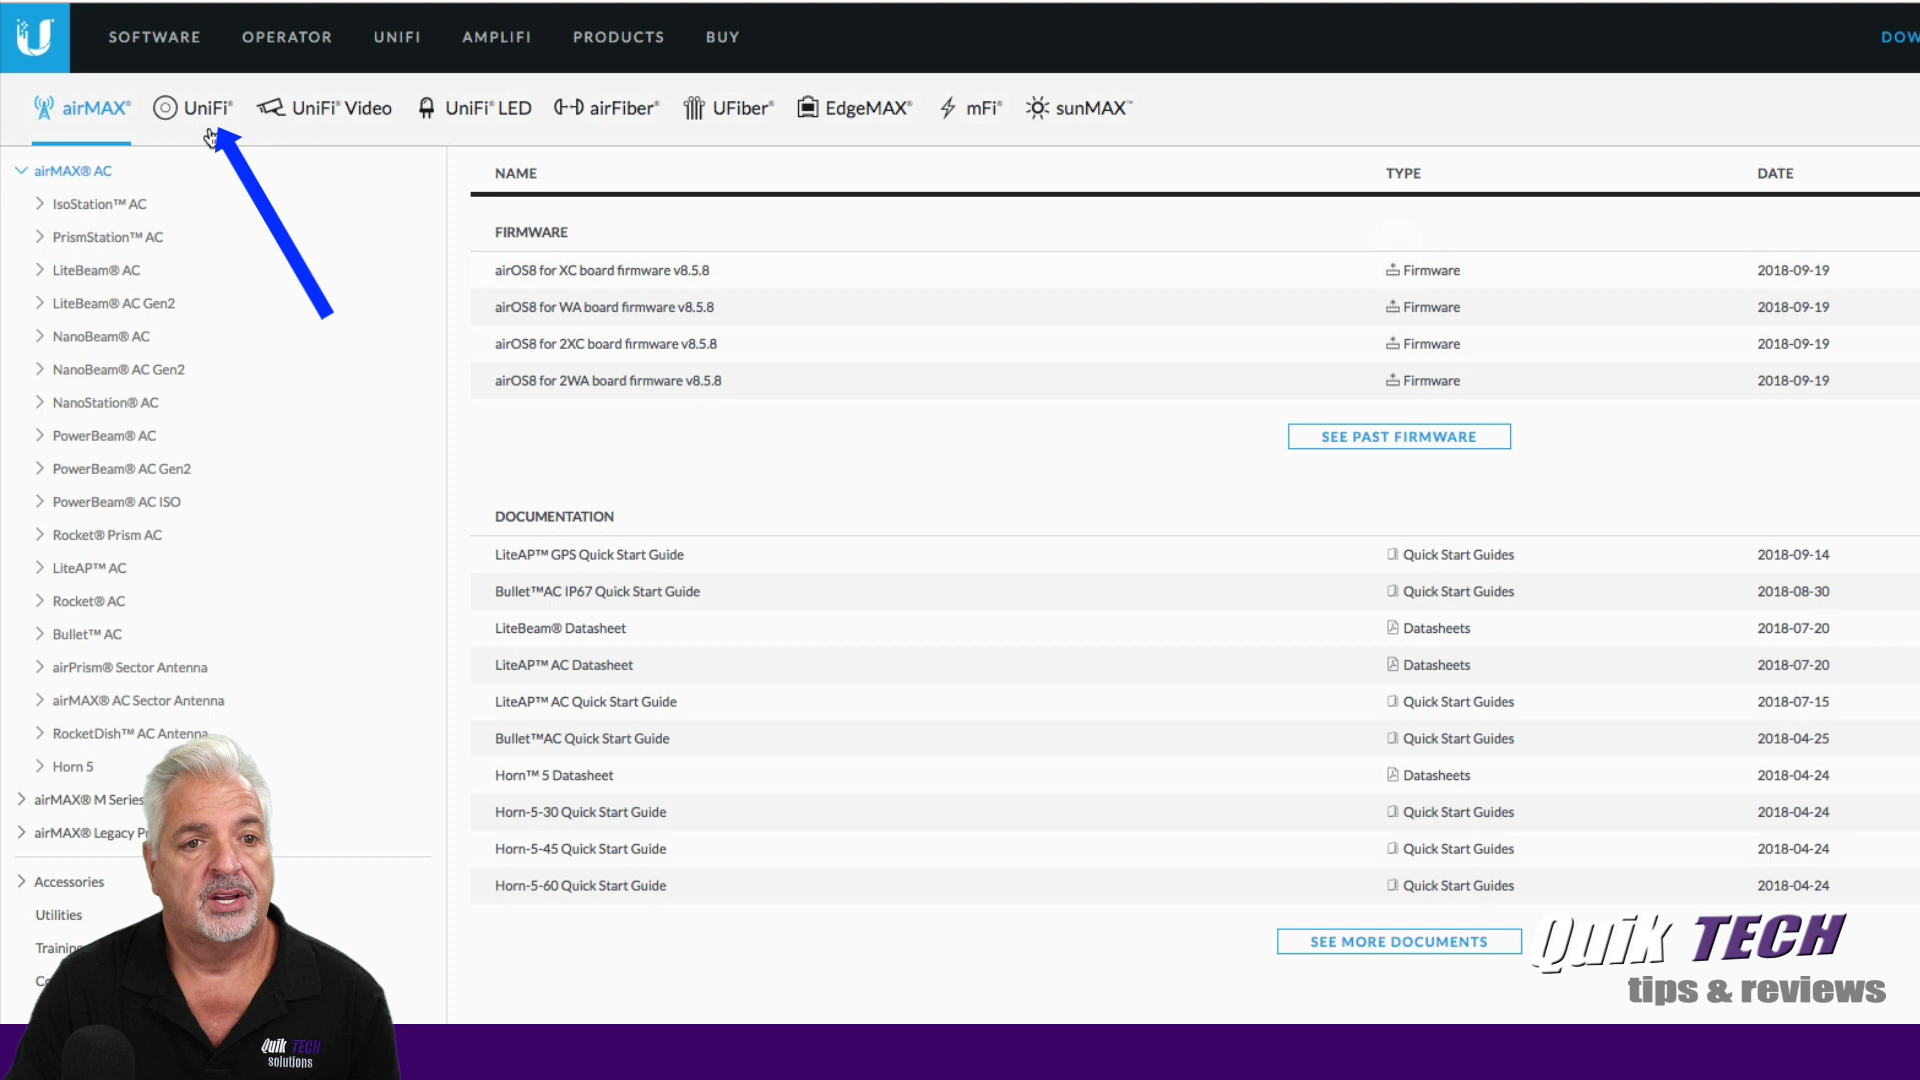 SOFTWARE OPERATOR UNIFI AMPLIFI PRODUCTS BUY
airMAX® UniFi® UniFi® Video UniFi® LED airFiber® UFiber® EdgeMAX® mFi® sunMAX™
airMAX® AC
IsoStation™ AC
PrismStation™ AC
LiteBeam® AC
LiteBeam® AC Gen2
NanoBeam® AC
NanoBeam® AC Gen2
NanoStation® AC
PowerBeam® AC
PowerBeam® AC Gen2
PowerBeam® AC ISO
Rocket® Prism AC
LiteAP™ AC
Rocket® AC
Bullet™ AC
airPrism® Sector Antenna
airMAX® AC Sector Antenna
RocketDish™ AC Antenna
Horn 5
airMAX® M Series
airMAX® Legacy
Accessories
Utilities
Training
NAME TYPE DATE
FIRMWARE
airOS8 for XC board firmware v8.5.8 Firmware 2018-09-19
airOS8 for WA board firmware v8.5.8 Firmware 2018-09-19
airOS8 for 2XC board firmware v8.5.8 Firmware 2018-09-19
airOS8 for 2WA board firmware v8.5.8 Firmware 2018-09-19
SEE PAST FIRMWARE
DOCUMENTATION
LiteAP™ GPS Quick Start Guide Quick Start Guides 2018-09-14
Bullet™AC IP67 Quick Start Guide Quick Start Guides 2018-08-30
LiteBeam® Datasheet Datasheets 2018-07-20
LiteAP™ AC Datasheet Datasheets 2018-07-20
LiteAP™ AC Quick Start Guide Quick Start Guides 2018-07-15
Bullet™AC Quick Start Guide Quick Start Guides 2018-04-25
Horn™ 5 Datasheet Datasheets 2018-04-24
Horn-5-30 Quick Start Guide Quick Start Guides 2018-04-24
Horn-5-45 Quick Start Guide Quick Start Guides 2018-04-24
Horn-5-60 Quick Start Guide Quick Start Guides 2018-04-24
SEE MORE DOCUMENTS
Quik TECH
tips & reviews
Quik TECH
solutions